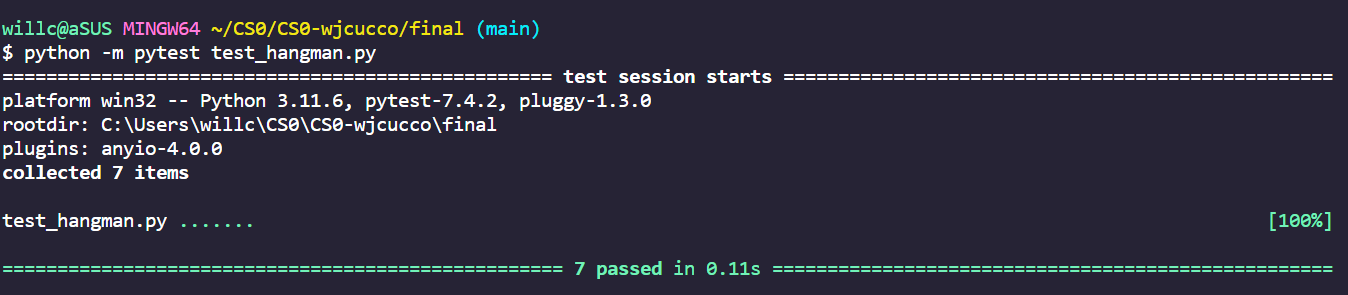 willc@aSUS MINGW64 ~/CS0/CS0-wjcucco/final (main)
$ python -m pytest test_hangman.py
================================================== test session starts ==================================================
platform win32 -- Python 3.11.6, pytest-7.4.2, pluggy-1.3.0
rootdir: C:\Users\willc\CS0\CS0-wjcucco\final
plugins: anyio-4.0.0
collected 7 items
test_hangman.py ....... [100%]
=================================================== 7 passed in 0.11s ===================================================